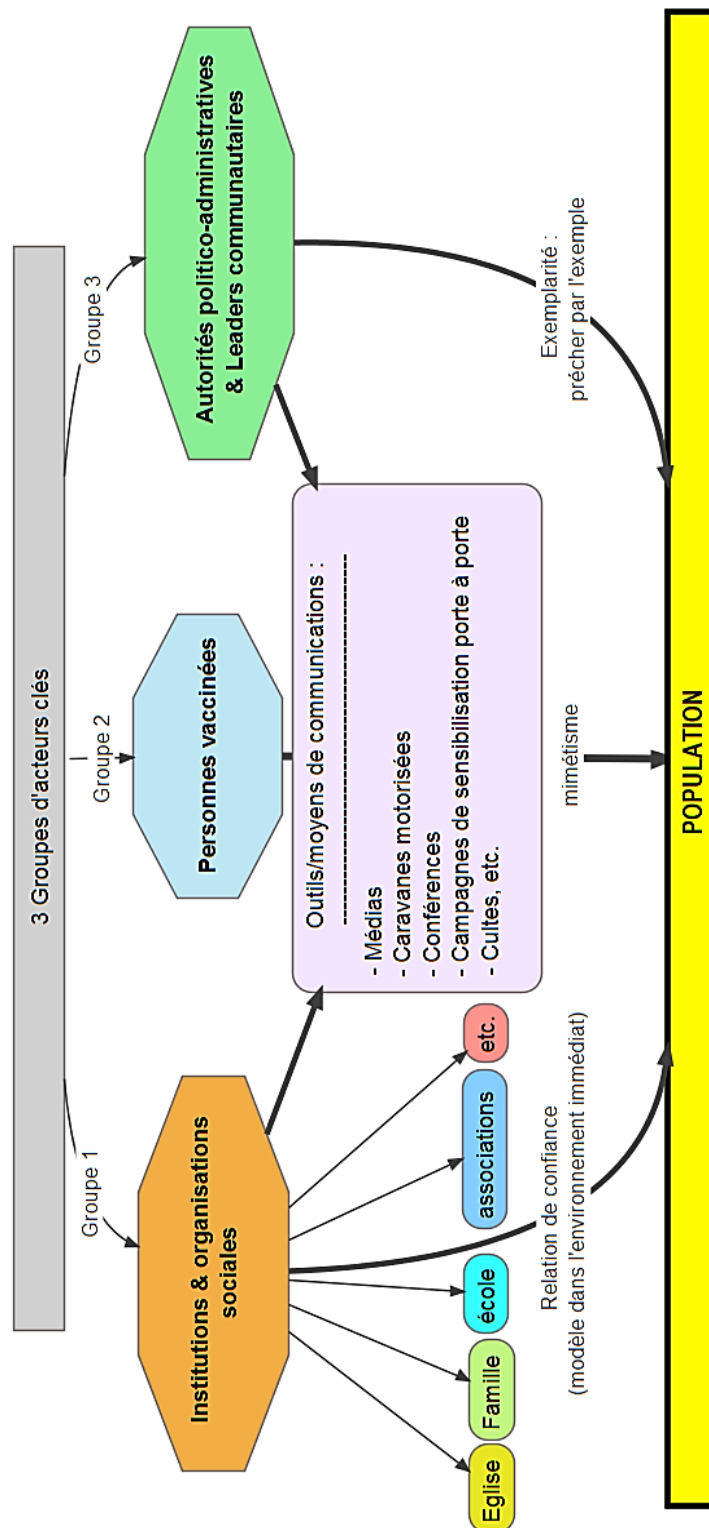 3 Groupes d'acteurs clés
Groupe 1
Groupe 2
Groupe 3
Institutions & organisations
sociales
Personnes vaccinées
Autorités politico-administratives
& Leaders communautaires
Outils/moyens de communications :
--------------------------------------------
- Médias
- Caravanes motorisées
- Conférences
- Campagnes de sensibilisation porte à porte
- Cultes, etc.
Eglise
Famille
école
associations
etc.
Relation de confiance
(modèle dans l'environnement immédiat)
mimétisme
Exemplarité :
précher par l'exemple
POPULATION